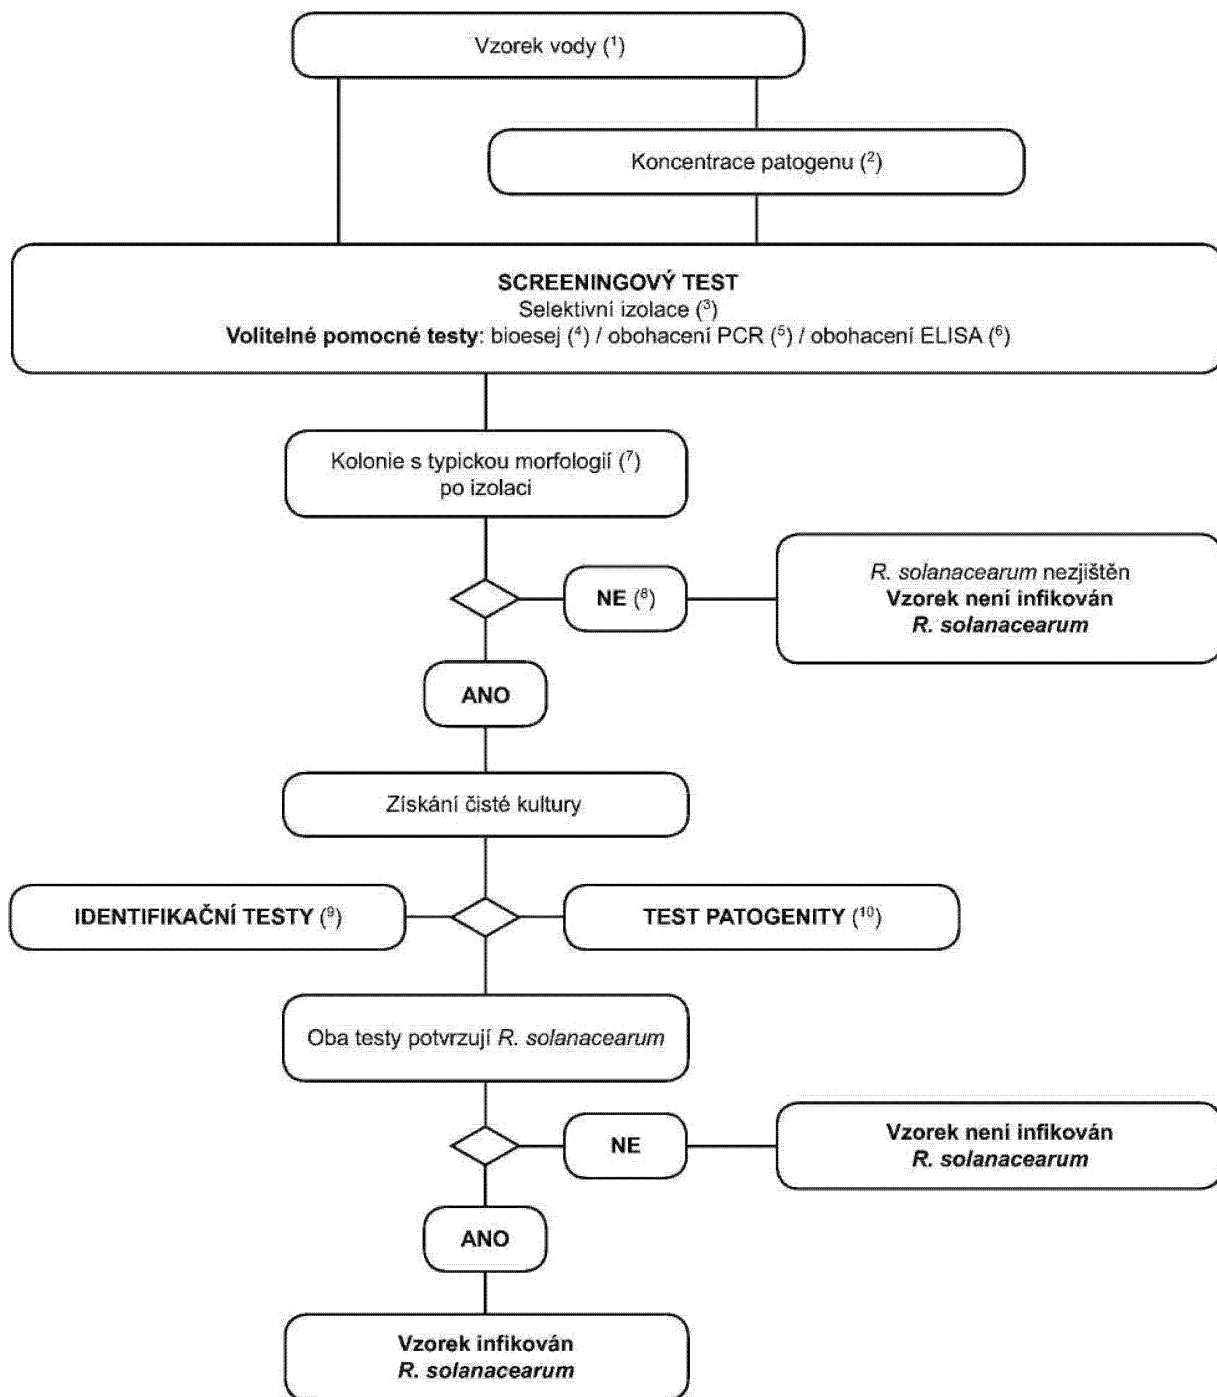 Vzorek vody (¹)
Koncentrace patogenu (²)
SCREENINGOVÝ TEST
Selektivní izolace (³)
Volitelné pomocné testy: bioesej (⁴) / obohacení PCR (⁵) / obohacení ELISA (⁶)
Kolonie s typickou morfologií (⁷)
po izolaci
NE (⁸)
R. solanacearum nezjištěn
Vzorek není infikován
R. solanacearum
ANO
Získání čisté kultury
IDENTIFIKAČNÍ TESTY (⁹)
TEST PATOGENITY (¹⁰)
Oba testy potvrzují R. solanacearum
NE
Vzorek není infikován
R. solanacearum
ANO
Vzorek infikován
R. solanacearum